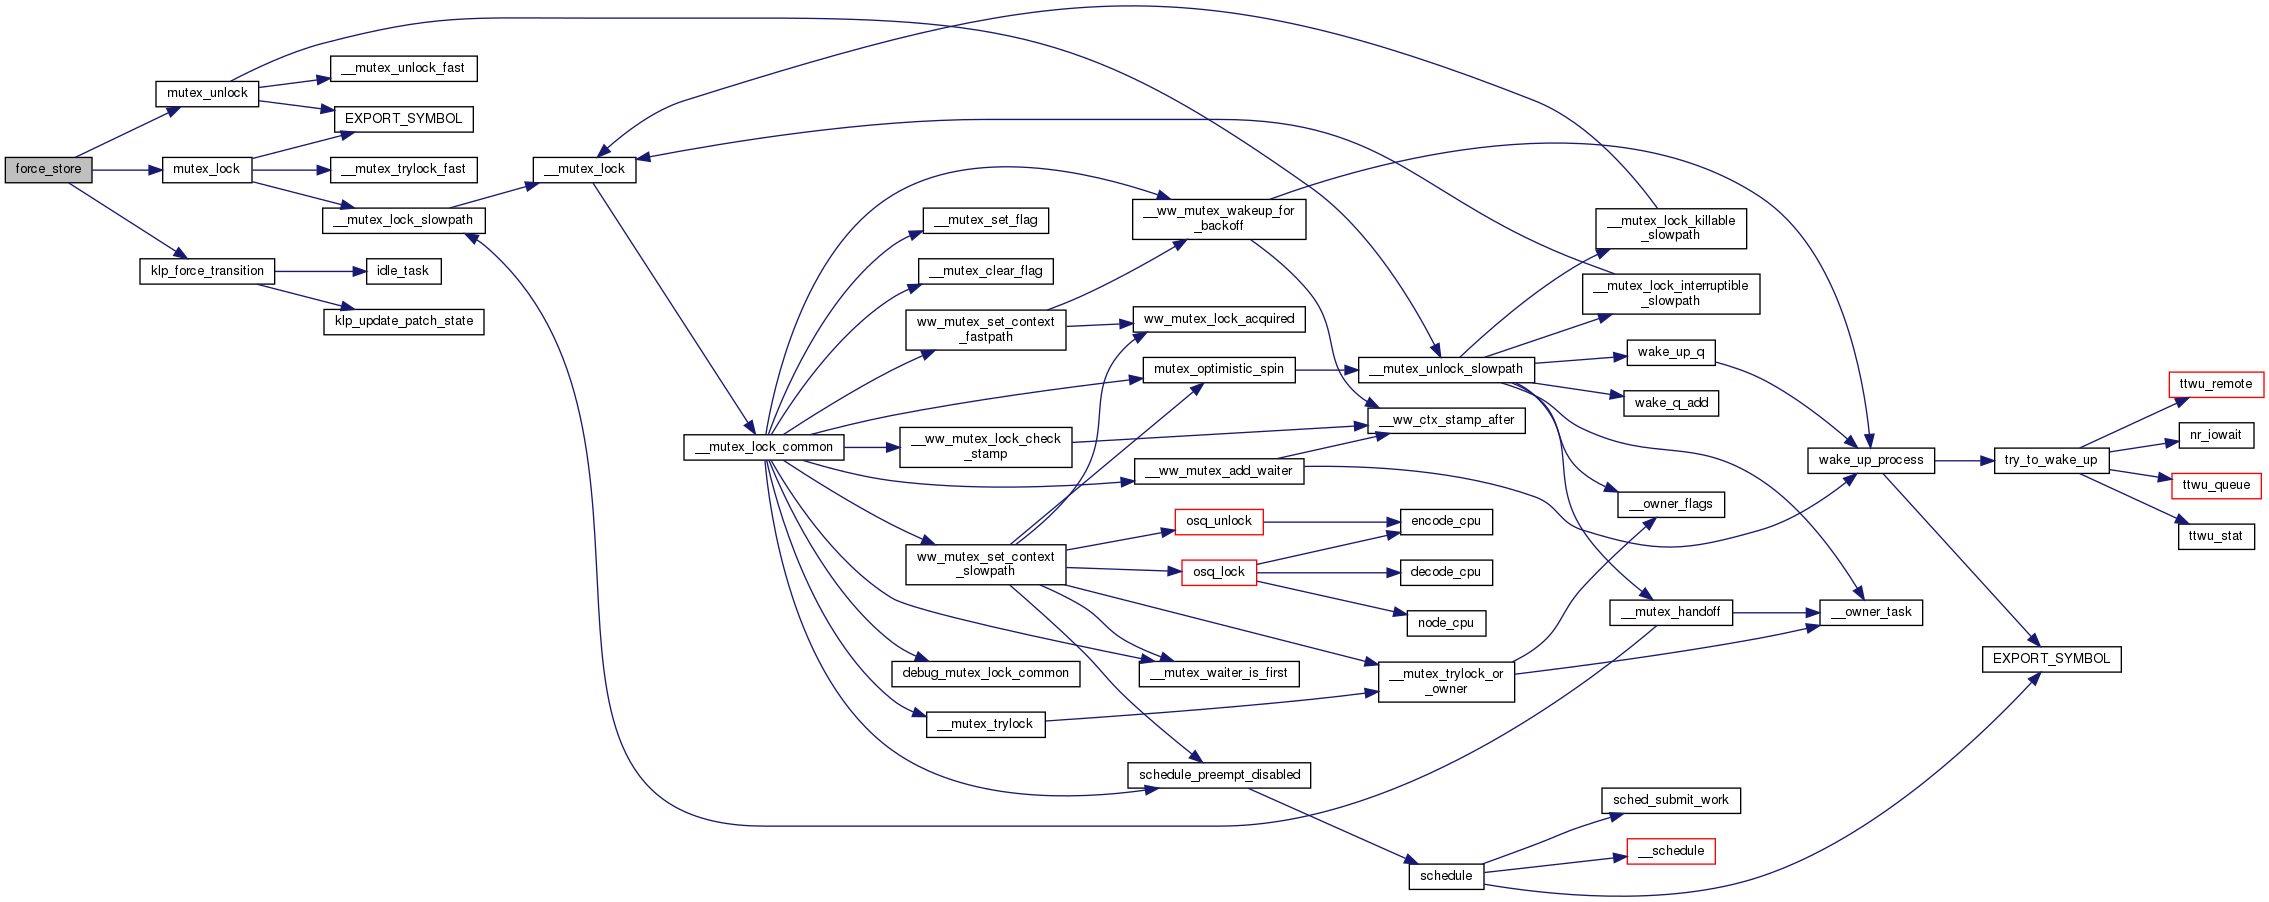 force_store
mutex_unlock
mutex_lock
klp_force_transition
__mutex_unlock_fast
EXPORT_SYMBOL
__mutex_trylock_fast
__mutex_lock_slowpath
idle_task
klp_update_patch_state
__mutex_lock
__mutex_lock_common
__mutex_set_flag
__mutex_clear_flag
ww_mutex_set_context
_fastpath
__ww_mutex_lock_check
_stamp
ww_mutex_set_context
_slowpath
debug_mutex_lock_common
__mutex_trylock
__ww_mutex_wakeup_for
_backoff
ww_mutex_lock_acquired
mutex_optimistic_spin
__ww_mutex_add_waiter
osq_unlock
osq_lock
__mutex_waiter_is_first
schedule_preempt_disabled
__mutex_unlock_slowpath
__ww_ctx_stamp_after
encode_cpu
decode_cpu
node_cpu
__mutex_trylock_or
_owner
schedule
__mutex_lock_killable
_slowpath
__mutex_lock_interruptible
_slowpath
wake_up_q
wake_q_add
__owner_flags
__mutex_handoff
sched_submit_work
__schedule
wake_up_process
__owner_task
try_to_wake_up
EXPORT_SYMBOL
ttwu_remote
nr_iowait
ttwu_queue
ttwu_stat